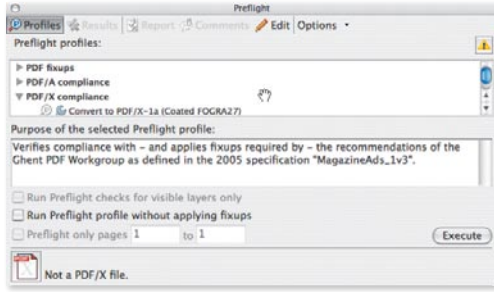 Preflight
Profiles Results Report Comments Edit Options
Preflight profiles:
PDF fixups
PDF/A compliance
PDF/X compliance
Convert to PDF/X-1a (Coated FOGRA27)
Purpose of the selected Preflight profile:
Verifies compliance with – and applies fixups required by – the recommendations of the
Ghent PDF Workgroup as defined in the 2005 specification "MagazineAds_1v3".
Run Preflight checks for visible layers only
Run Preflight profile without applying fixups
Preflight only pages 1 to 1
Execute
Not a PDF/X file.